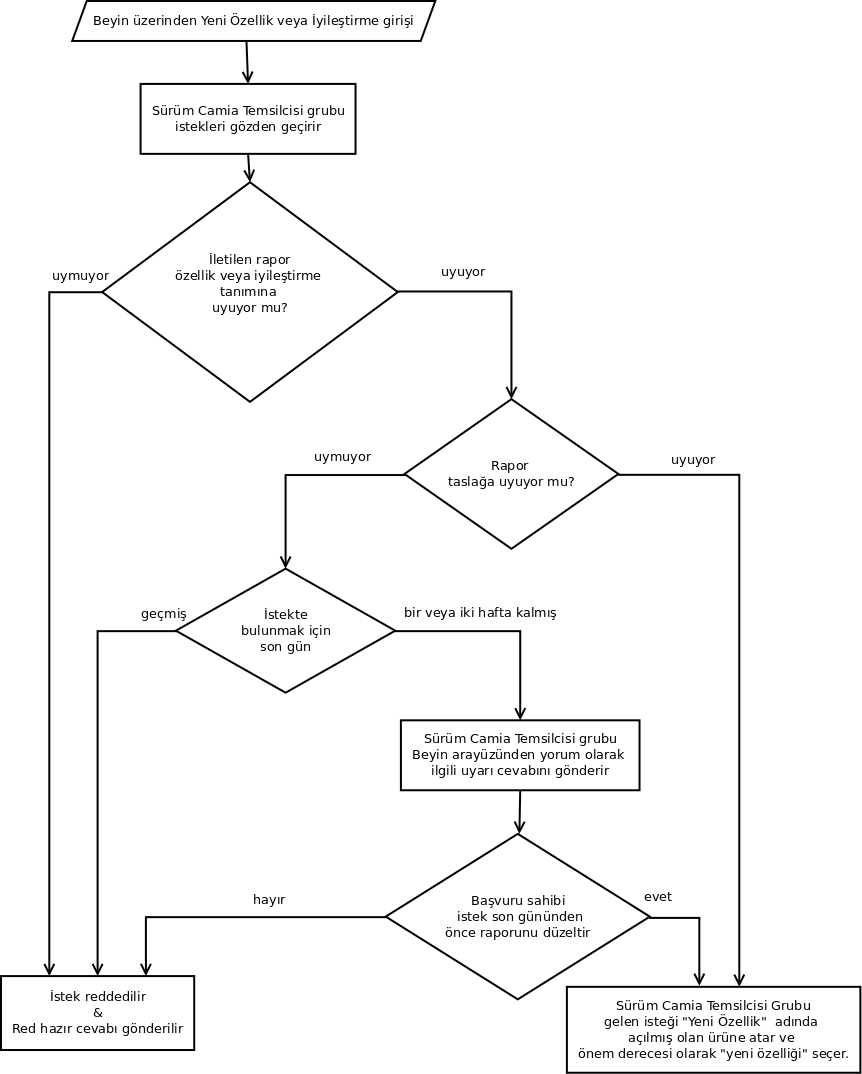 Beyin üzerinden Yeni Özellik veya İyileştirme girişi
Sürüm Camia Temsilcisi grubu
istekleri gözden geçirir
İletilen rapor
özellik veya iyileştirme
tanımına
uyuyor mu?
uymuyor
uyuyor
Rapor
taslağa uyuyor mu?
uymuyor
uyuyor
İstekte
bulunmak için
son gün
geçmiş
bir veya iki hafta kalmış
Sürüm Camia Temsilcisi grubu
Beyin arayüzünden yorum olarak
ilgili uyarı cevabını gönderir
Başvuru sahibi
istek son gününden
önce raporunu düzeltir
hayır
evet
İstek reddedilir
&
Red hazır cevabı gönderilir
Sürüm Camia Temsilcisi Grubu
gelen isteği "Yeni Özellik"  adında
açılmış olan ürüne atar ve
önem derecesi olarak "yeni özelliği" seçer.